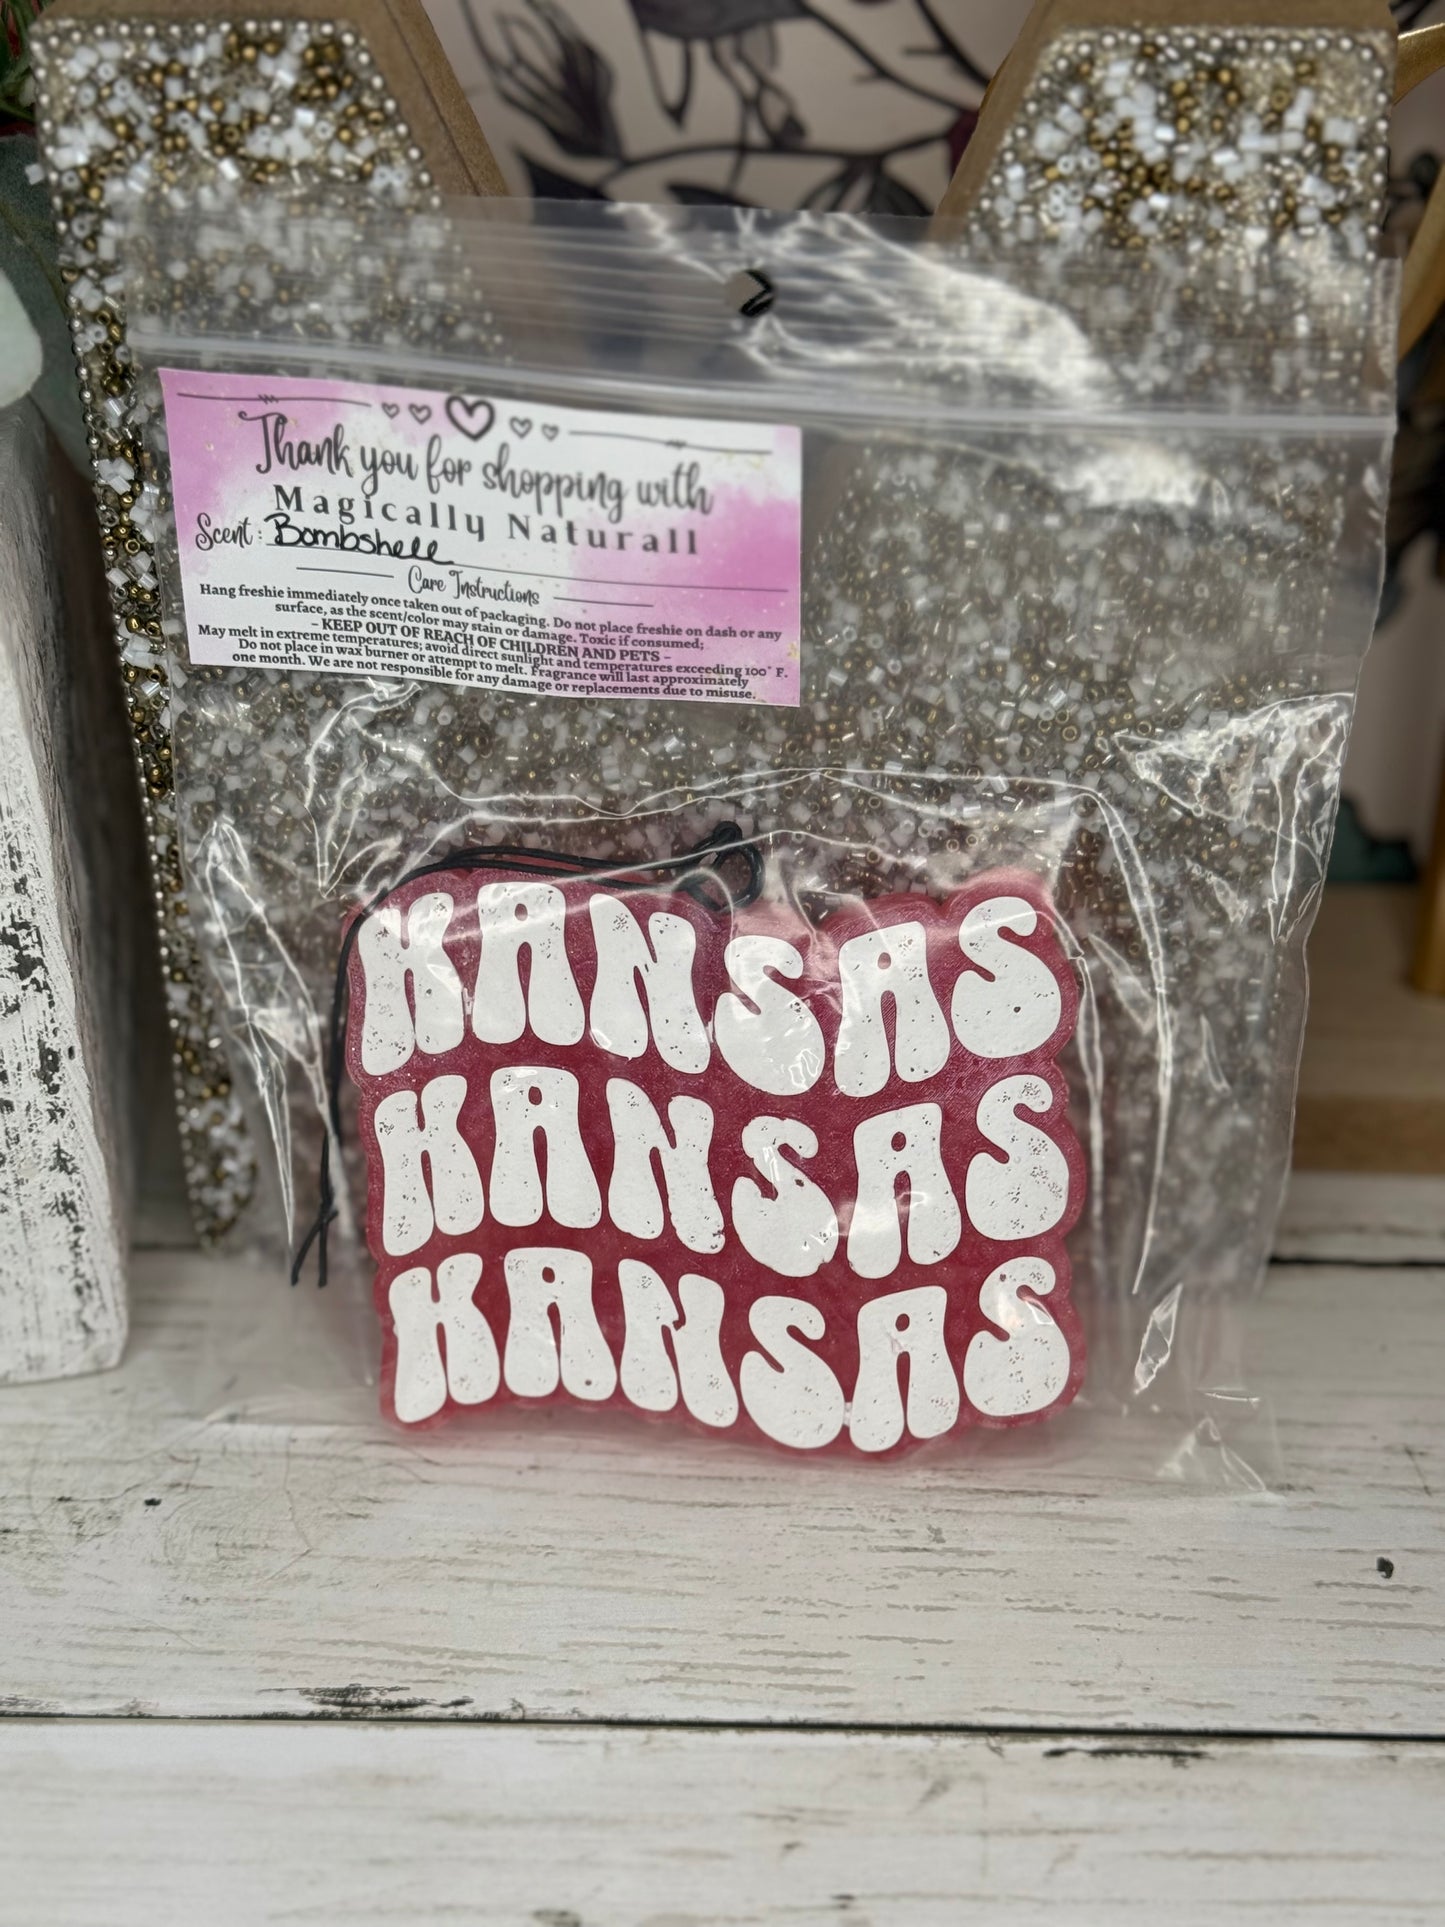 Thank you for shopping with
Magically Naturall
Scent: Bombshell
Care Instructions
Hang freshie immediately once taken out of packaging. Do not place freshie on dash or any
surface, as the scent/color may stain or damage. Toxic if consumed;
- KEEP OUT OF REACH OF CHILDREN AND PETS -
May melt in extreme temperatures; avoid direct sunlight and temperatures exceeding 100° F.
Do not place in wax burner or attempt to melt. Fragrance will last approximately
one month. We are not responsible for any damage or replacements due to misuse.
KANSAS
KANSAS
KANSAS